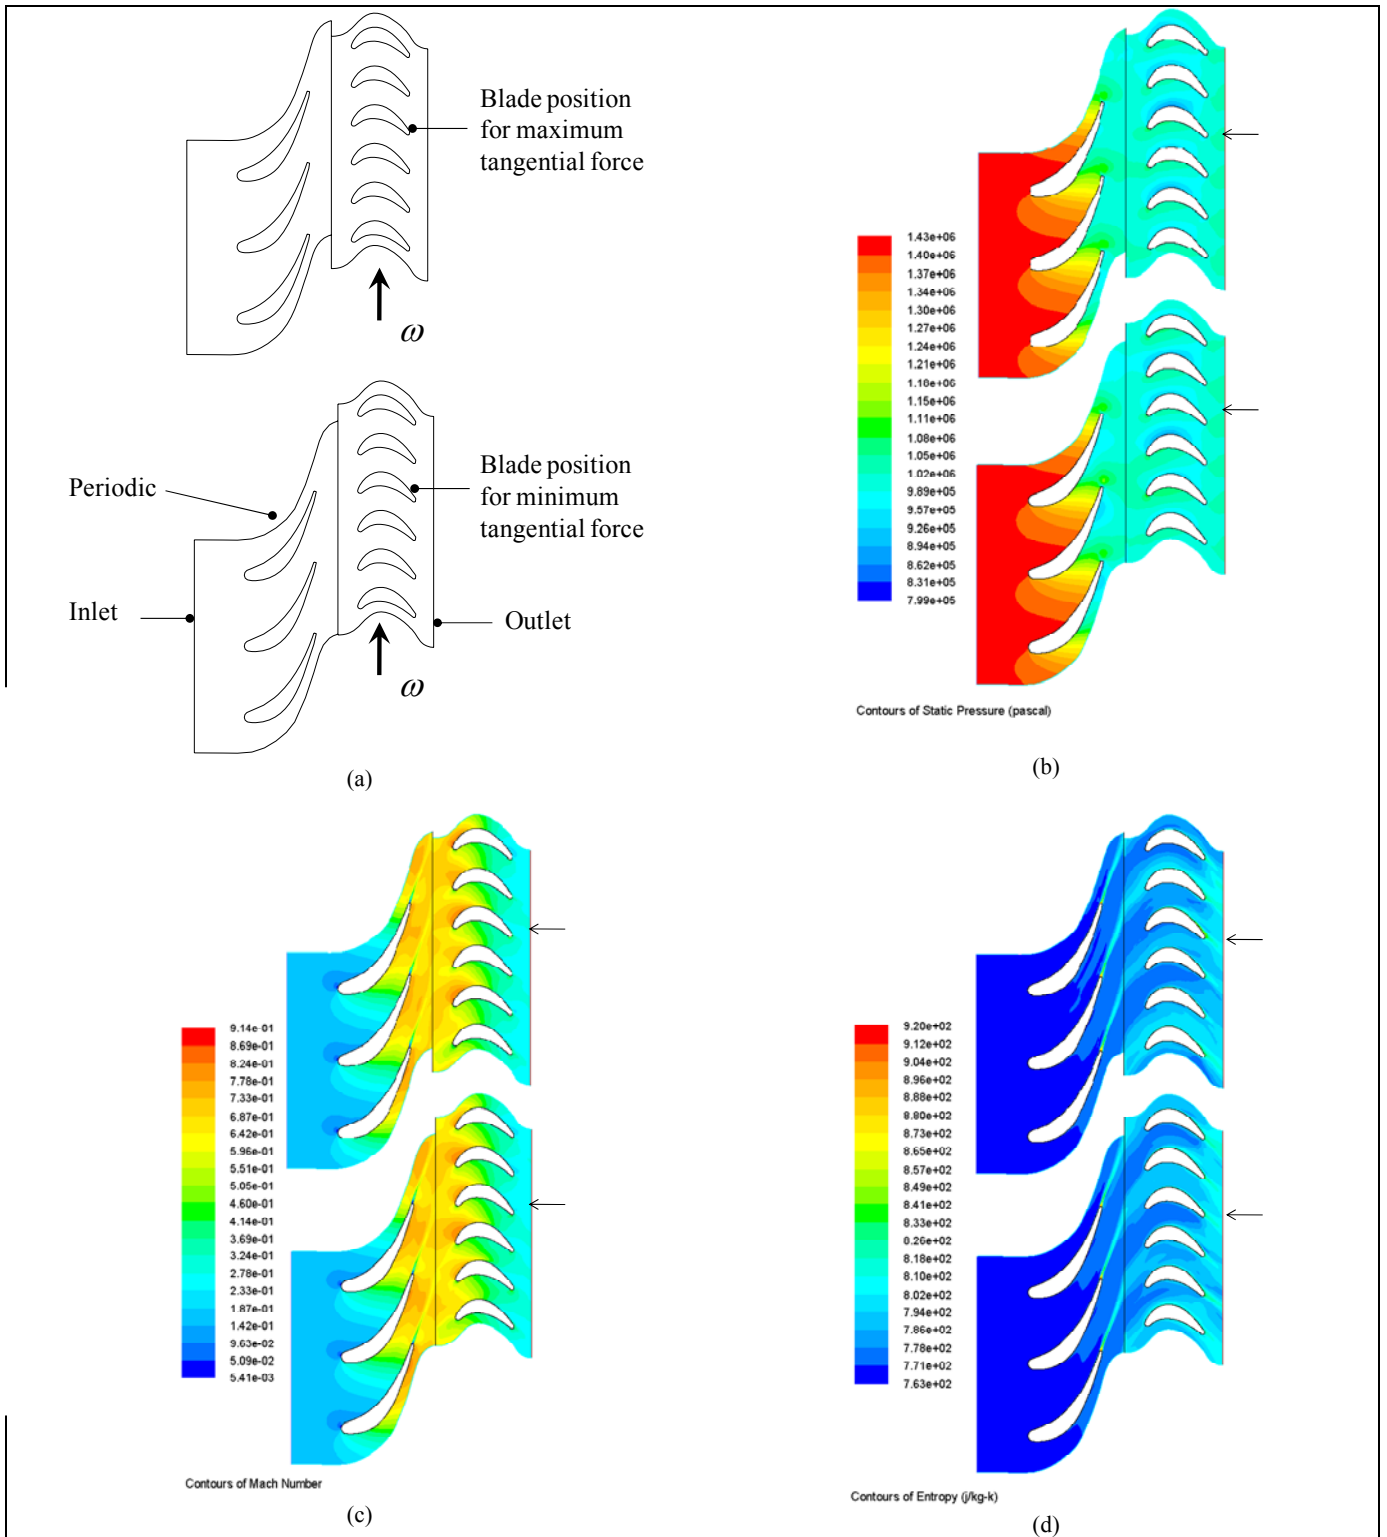 Blade position
for maximum
tangential force
ω
Periodic
Blade position
for minimum
tangential force
Inlet
Outlet
ω
(a)
1.43e+06
1.40e+06
1.37e+06
1.34e+06
1.30e+06
1.27e+06
1.24e+06
1.21e+06
1.18e+06
1.15e+06
1.11e+06
1.08e+06
1.05e+06
1.02e+06
9.89e+05
9.57e+05
9.26e+05
8.94e+05
8.62e+05
8.31e+05
7.99e+05
Contours of Static Pressure (pascal)
(b)
9.14e-01
8.69e-01
8.24e-01
7.78e-01
7.33e-01
6.87e-01
6.42e-01
5.96e-01
5.51e-01
5.05e-01
4.60e-01
4.14e-01
3.69e-01
3.24e-01
2.78e-01
2.33e-01
1.87e-01
1.42e-01
9.63e-02
5.09e-02
5.41e-03
Contours of Mach Number
(c)
9.20e+02
9.12e+02
9.04e+02
8.96e+02
8.88e+02
8.80e+02
8.73e+02
8.65e+02
8.57e+02
8.49e+02
8.41e+02
8.33e+02
8.26e+02
8.18e+02
8.10e+02
8.02e+02
7.94e+02
7.86e+02
7.78e+02
7.71e+02
7.63e+02
Contours of Entropy (j/kg-k)
(d)